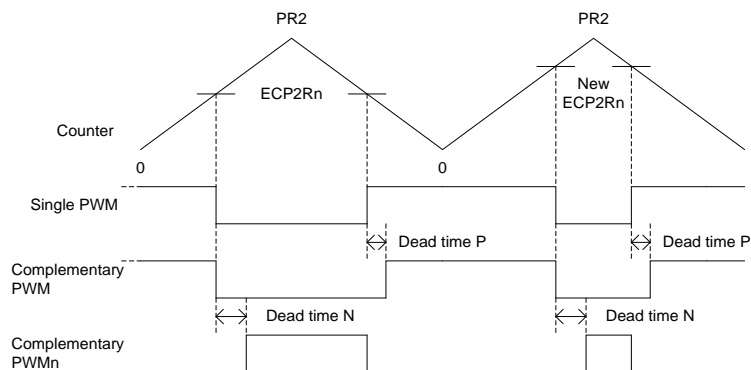 PR2
PR2
ECP2Rn
New
ECP2Rn
Counter
0
0
Single PWM
Dead time P
Dead time P
Complementary
PWM
Dead time N
Dead time N
Complementary
PWMn